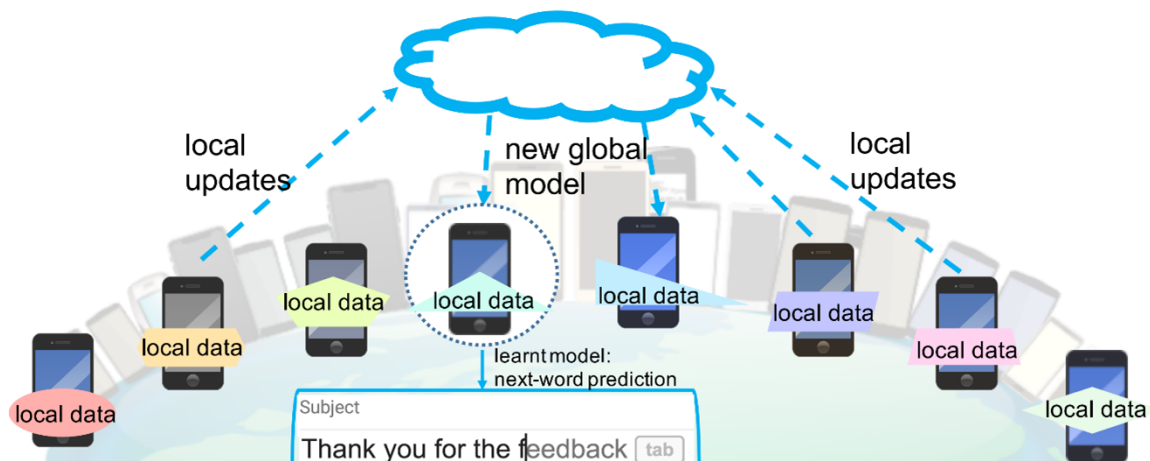 local
updates
new global
model
local
updates
local data
local data
local data
local data
local data
local data
local data
local data
learnt model:
next-word prediction
Subject
Thank you for the feedback tab